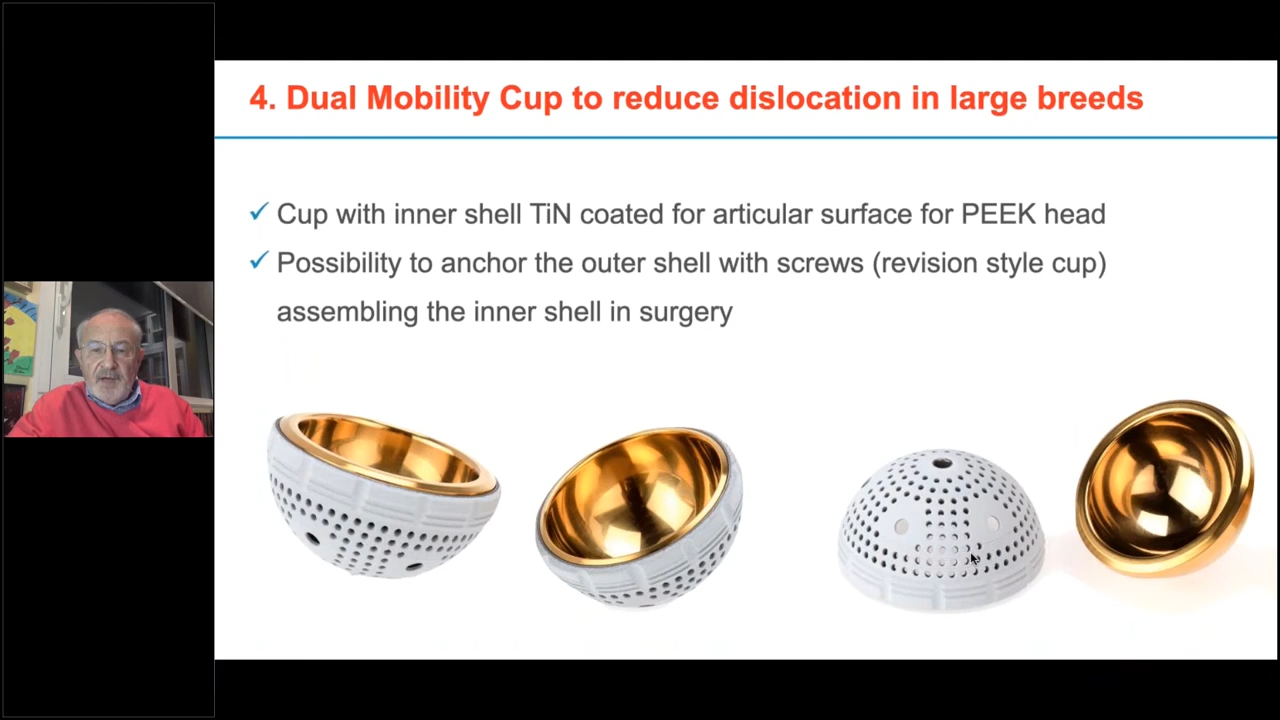 4. Dual Mobility Cup to reduce dislocation in large breeds
✓ Cup with inner shell TiN coated for articular surface for PEEK head
✓ Possibility to anchor the outer shell with screws (revision style cup)
assembling the inner shell in surgery